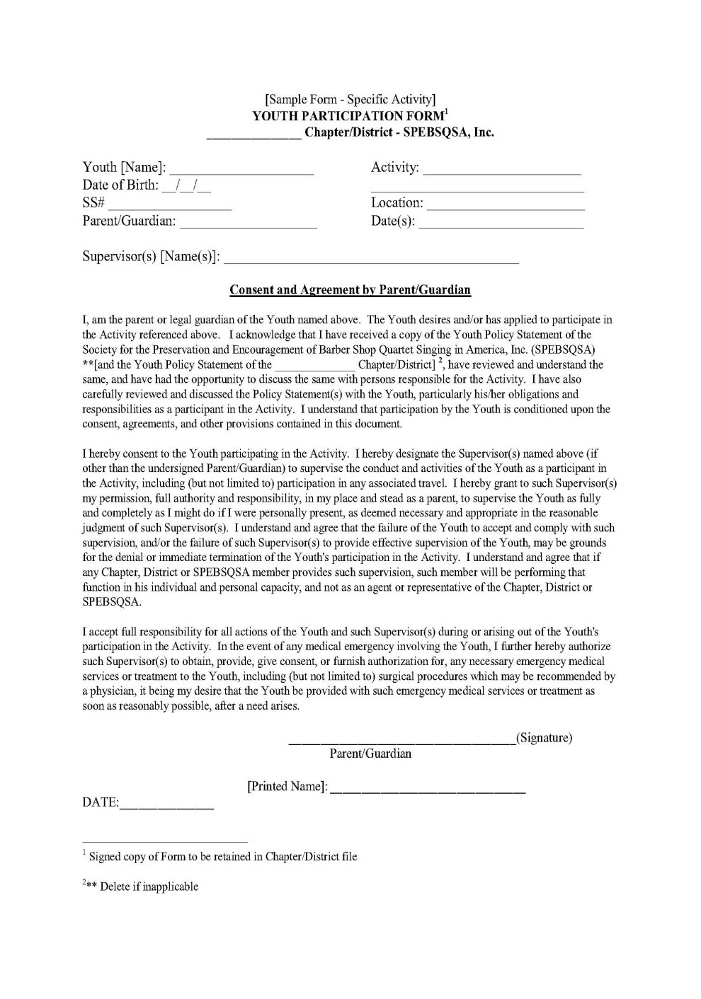 [Sample Form - Specific Activity]
YOUTH PARTICIPATION FORM1
_______________ Chapter/District - SPEBSQSA, Inc.
Youth [Name]: ____________________ Activity: ______________________
Date of Birth: __/__/__ ______________________________
SS# _________________ Location: ______________________
Parent/Guardian: ___________________ Date(s): _______________________
Supervisor(s) [Name(s)]: _________________________________________
Consent and Agreement by Parent/Guardian
I, am the parent or legal guardian of the Youth named above. The Youth desires and/or has applied to participate in
the Activity referenced above. I acknowledge that I have received a copy of the Youth Policy Statement of the
Society for the Preservation and Encouragement of Barber Shop Quartet Singing in America, Inc. (SPEBSQSA)
**[and the Youth Policy Statement of the _____________ Chapter/District] 2, have reviewed and understand the
same, and have had the opportunity to discuss the same with persons responsible for the Activity. I have also
carefully reviewed and discussed the Policy Statement(s) with the Youth, particularly his/her obligations and
responsibilities as a participant in the Activity. I understand that participation by the Youth is conditioned upon the
consent, agreements, and other provisions contained in this document.
I hereby consent to the Youth participating in the Activity. I hereby designate the Supervisor(s) named above (if
other than the undersigned Parent/Guardian) to supervise the conduct and activities of the Youth as a participant in
the Activity, including (but not limited to) participation in any associated travel. I hereby grant to such Supervisor(s)
my permission, full authority and responsibility, in my place and stead as a parent, to supervise the Youth as fully
and completely as I might do if I were personally present, as deemed necessary and appropriate in the reasonable
judgment of such Supervisor(s). I understand and agree that the failure of the Youth to accept and comply with such
supervision, and/or the failure of such Supervisor(s) to provide effective supervision of the Youth, may be grounds
for the denial or immediate termination of the Youth's participation in the Activity. I understand and agree that if
any Chapter, District or SPEBSQSA member provides such supervision, such member will be performing that
function in his individual and personal capacity, and not as an agent or representative of the Chapter, District or
SPEBSQSA.
I accept full responsibility for all actions of the Youth and such Supervisor(s) during or arising out of the Youth's
participation in the Activity. In the event of any medical emergency involving the Youth, I further hereby authorize
such Supervisor(s) to obtain, provide, give consent, or furnish authorization for, any necessary emergency medical
services or treatment to the Youth, including (but not limited to) surgical procedures which may be recommended by
a physician, it being my desire that the Youth be provided with such emergency medical services or treatment as
soon as reasonably possible, after a need arises.
____________________________________(Signature)
Parent/Guardian
[Printed Name]: _______________________________
DATE:_______________
1 Signed copy of Form to be retained in Chapter/District file
2** Delete if inapplicable